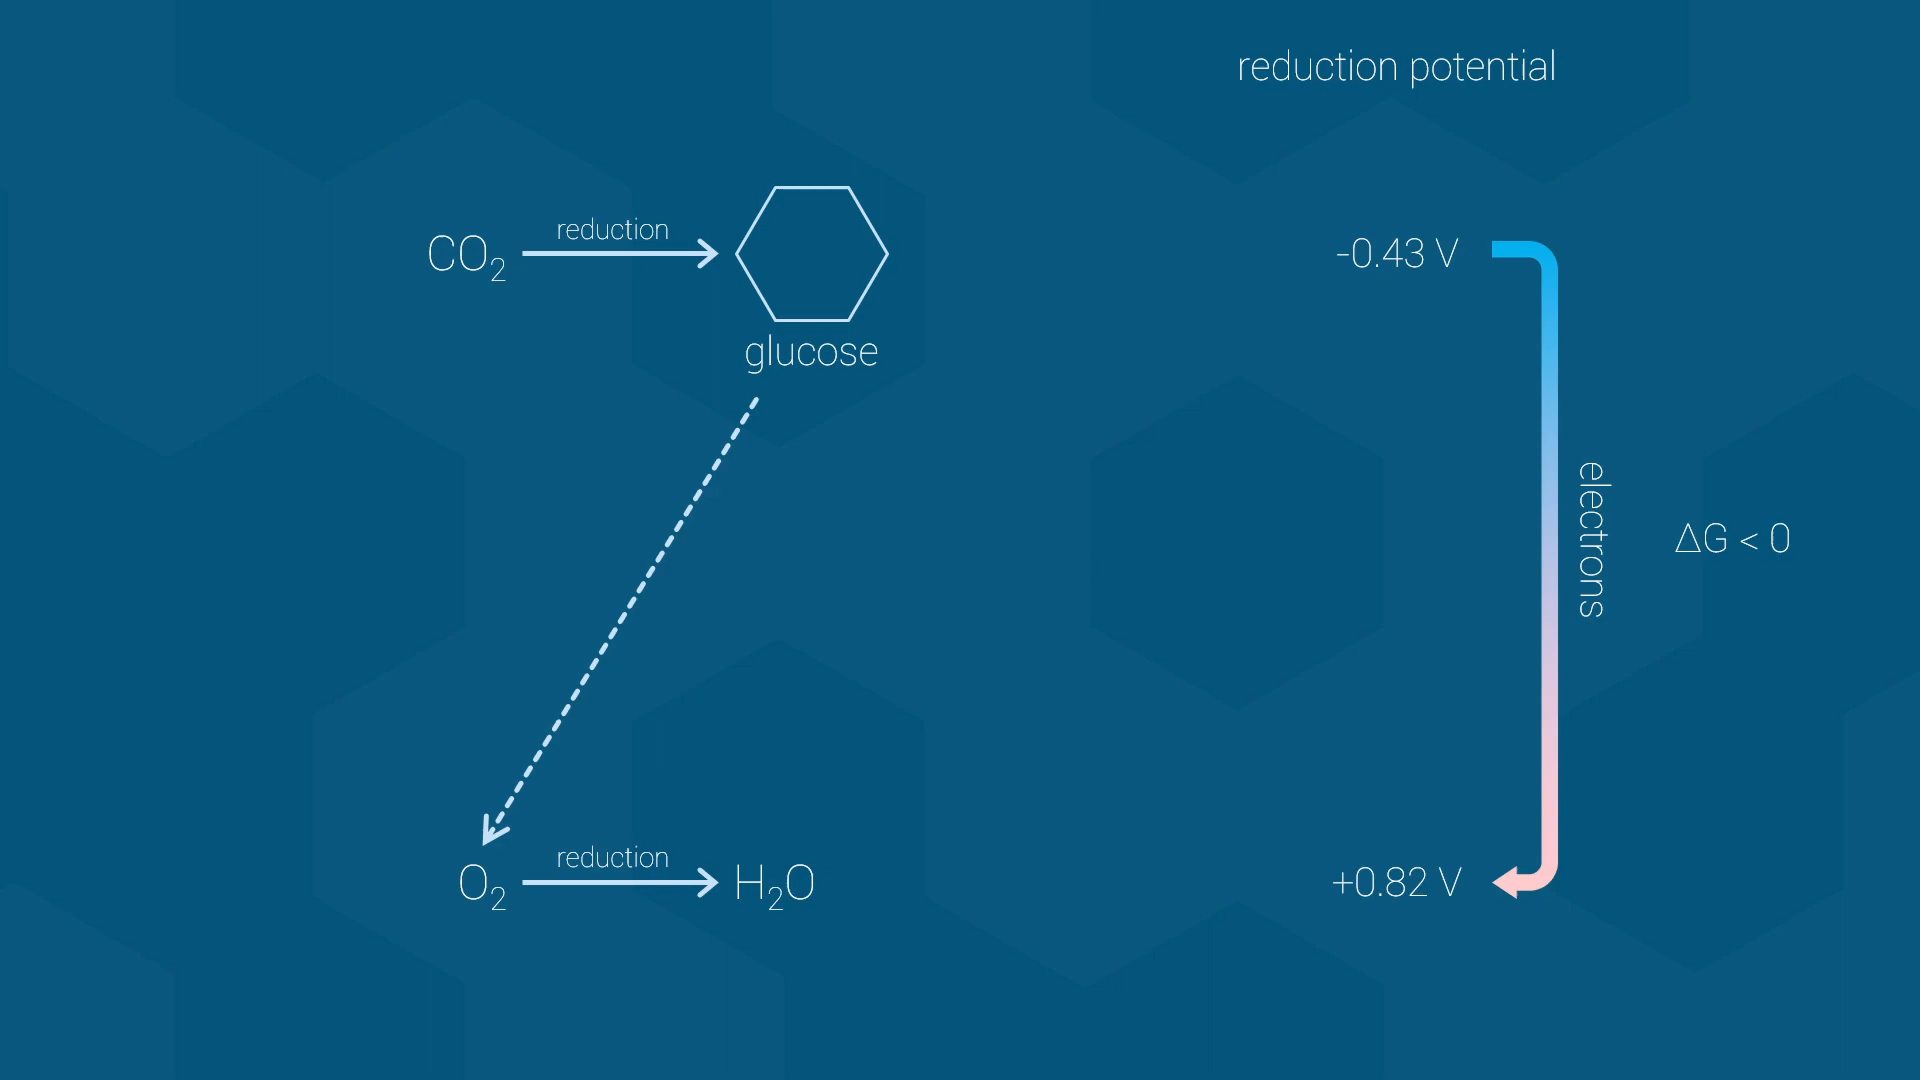 reduction potential
reduction
CO₂
glucose
-0.43 V
electrons
ΔG < 0
reduction
O₂
H₂O
+0.82 V